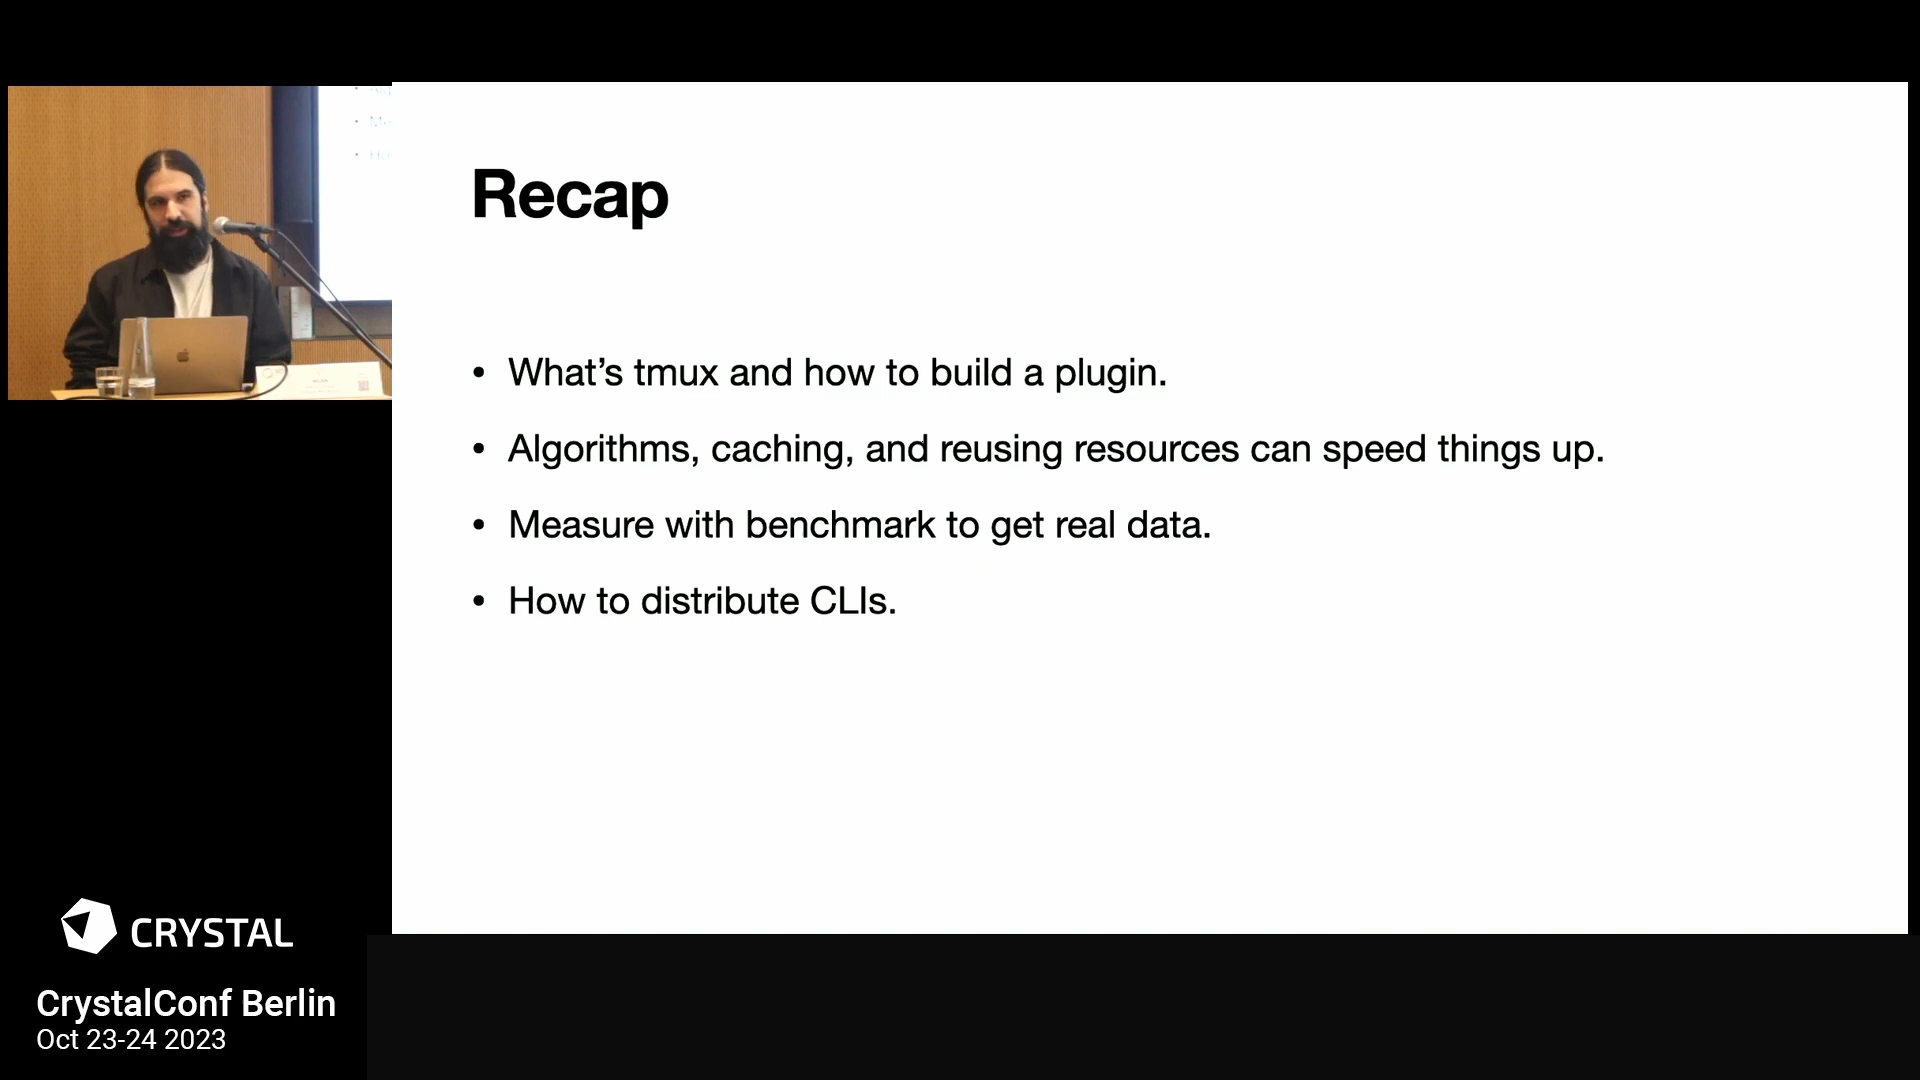 Recap
• What’s tmux and how to build a plugin.
• Algorithms, caching, and reusing resources can speed things up.
• Measure with benchmark to get real data.
• How to distribute CLIs.
CRYSTAL
CrystalConf Berlin
Oct 23-24 2023